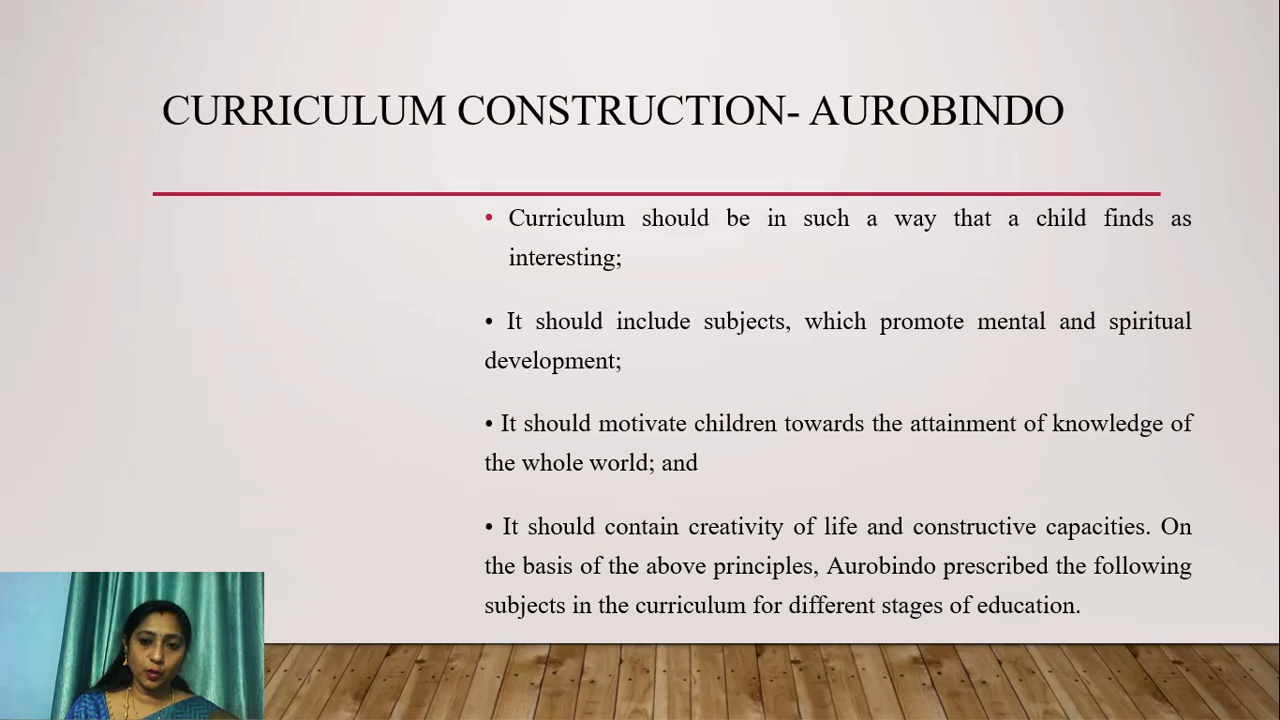 CURRICULUM CONSTRUCTION- AUROBINDO
• Curriculum should be in such a way that a child finds as
interesting;
• It should include subjects, which promote mental and spiritual
development;
• It should motivate children towards the attainment of knowledge of
the whole world; and
• It should contain creativity of life and constructive capacities. On
the basis of the above principles, Aurobindo prescribed the following
subjects in the curriculum for different stages of education.